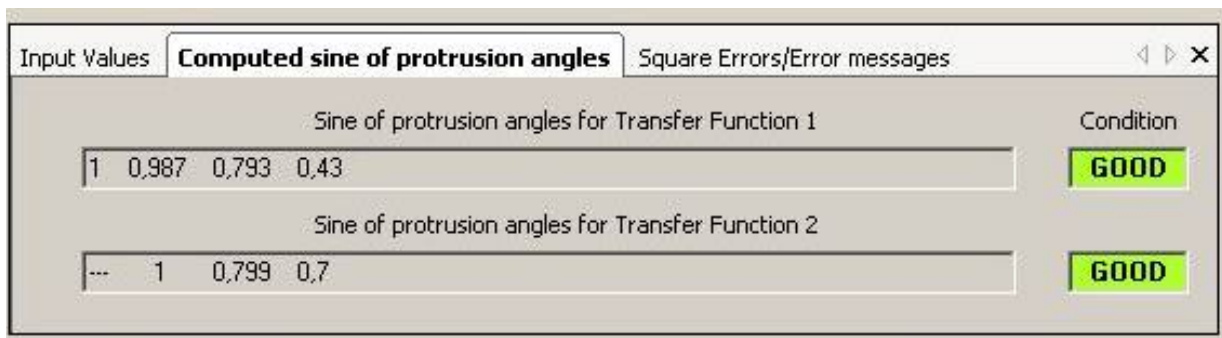 Input Values Computed sine of protrusion angles Square Errors/Error messages
Sine of protrusion angles for Transfer Function 1 Condition
1 0,987 0,793 0,43 GOOD
Sine of protrusion angles for Transfer Function 2
--- 1 0,799 0,7 GOOD